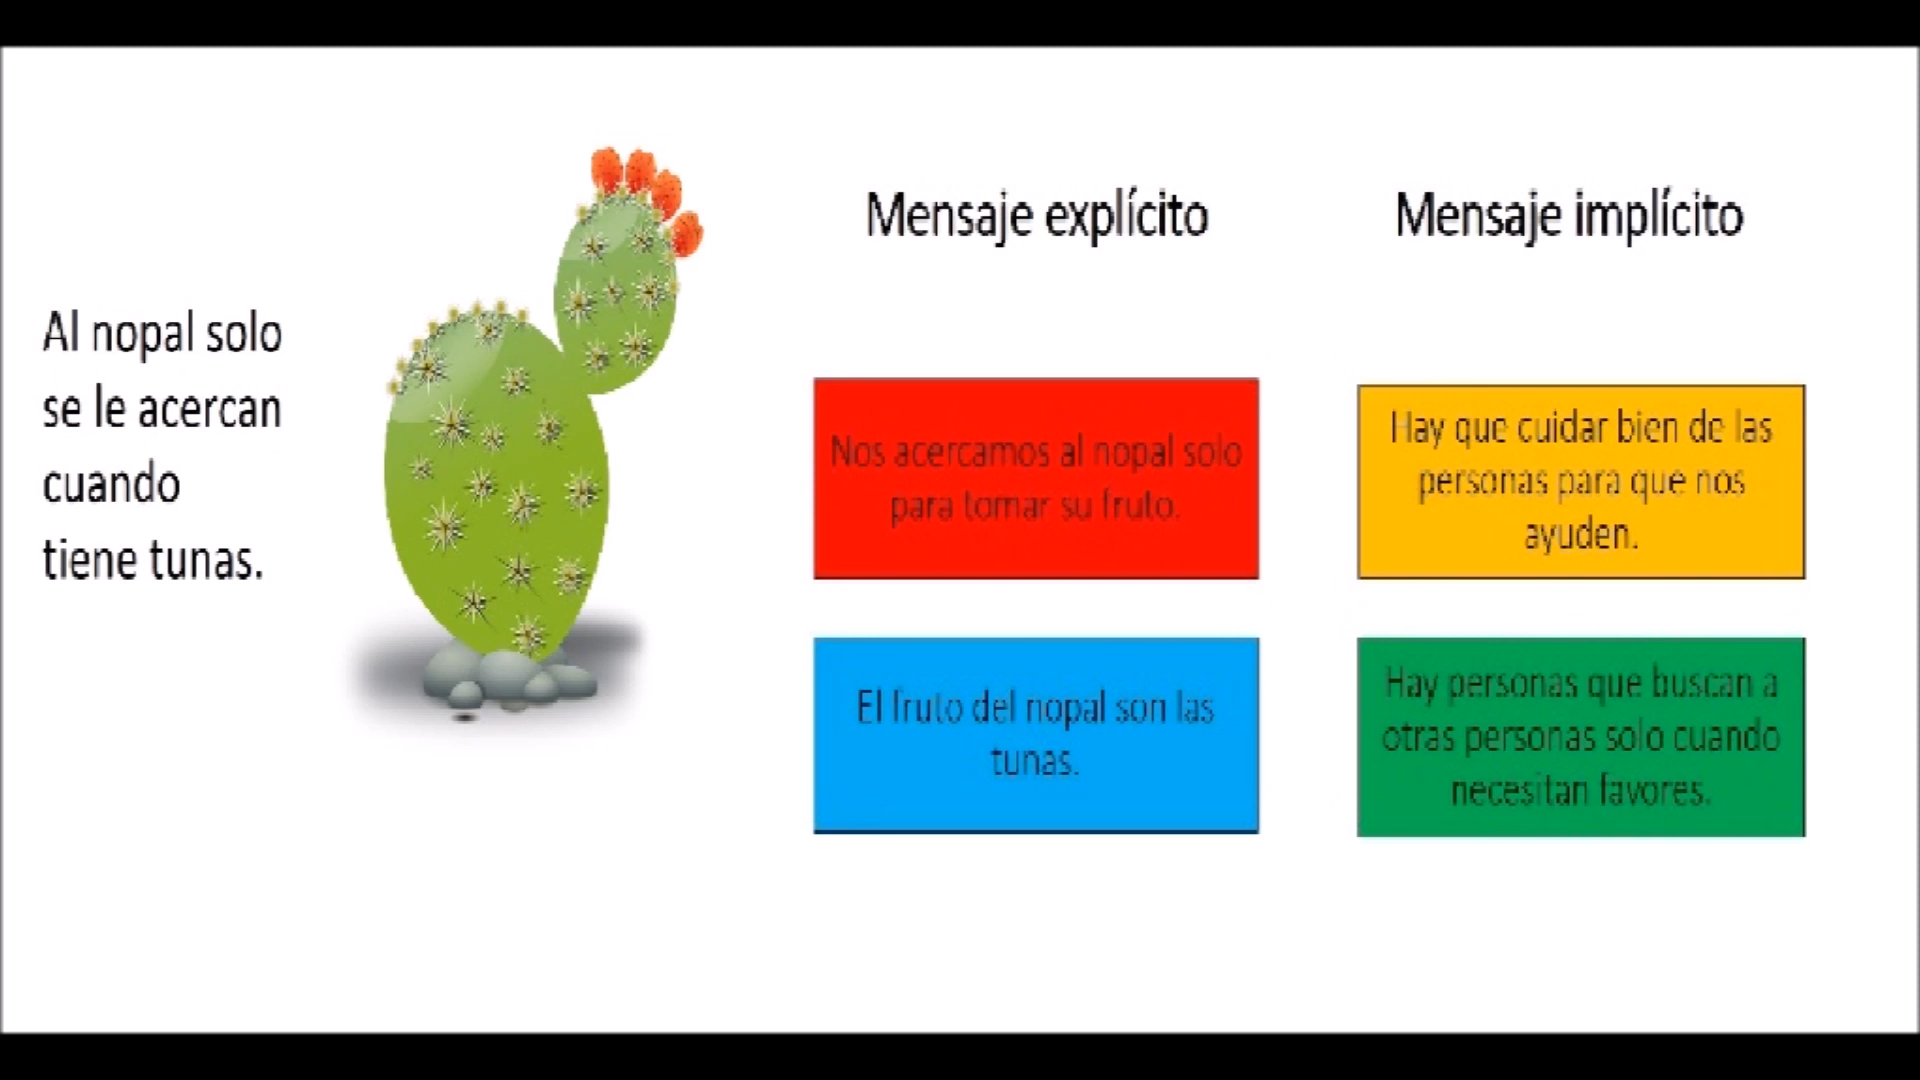 Al nopal solo
se le acercan
cuando
tiene tunas.
Mensaje explícito
Mensaje implícito
Nos acercamos al nopal solo
para tomar su fruto.
Hay que cuidar bien de las
personas para que nos
ayuden.
El fruto del nopal son las
tunas.
Hay personas que buscan a
otras personas solo cuando
necesitan favores.